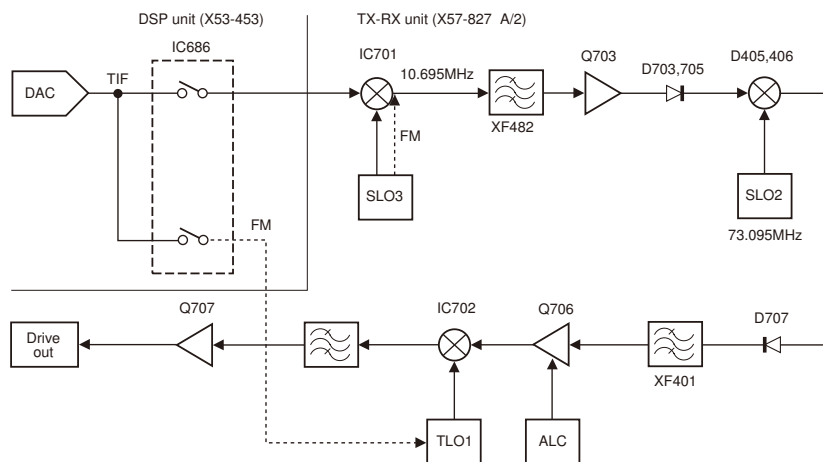 DSP unit (X53-453)
TX-RX unit (X57-827 A/2)
IC686
IC701
Q703
D703,705
D405,406
DAC
TIF
10.695MHz
XF482
FM
SLO3
SLO2
73.095MHz
FM
Q707
IC702
Q706
D707
Drive
out
XF401
TLO1
ALC